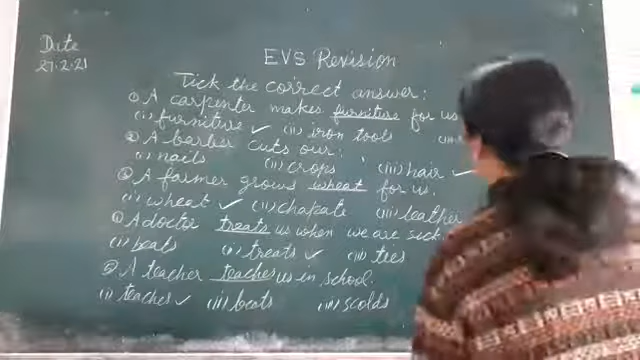 Date
27.2.21
EVS Revision
Tick the correct answer:
① A carpenter makes furniture for us
(i) furniture ✓ (ii) iron tools
② A barber cuts our:
(i) nails (ii) crops (iii) hair ✓
③ A farmer grows wheat for us.
(i) wheat ✓ (ii) chapate (iii) leather
④ A doctor treats us when we are sick.
(i) beats (ii) treats ✓ (iii) tres
⑤ A teacher teaches us in school.
(i) teaches ✓ (ii) beats (iii) scolds